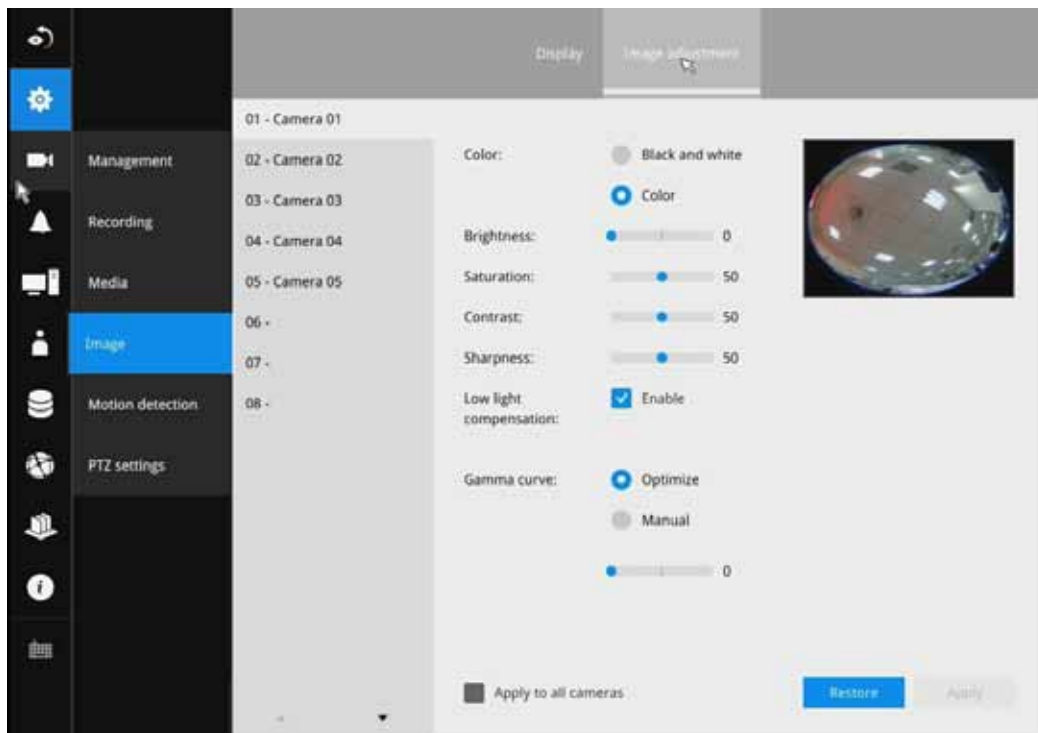 Display
Image adjustment
01 - Camera 01
02 - Camera 02
03 - Camera 03
04 - Camera 04
05 - Camera 05
06 -
07 -
08 -
Management
Recording
Media
Image
Motion detection
PTZ settings
Color:
Black and white
Color
Brightness:
0
Saturation:
50
Contrast:
50
Sharpness:
50
Low light
compensation:
Enable
Gamma curve:
Optimize
Manual
0
Apply to all cameras
Restore
Apply